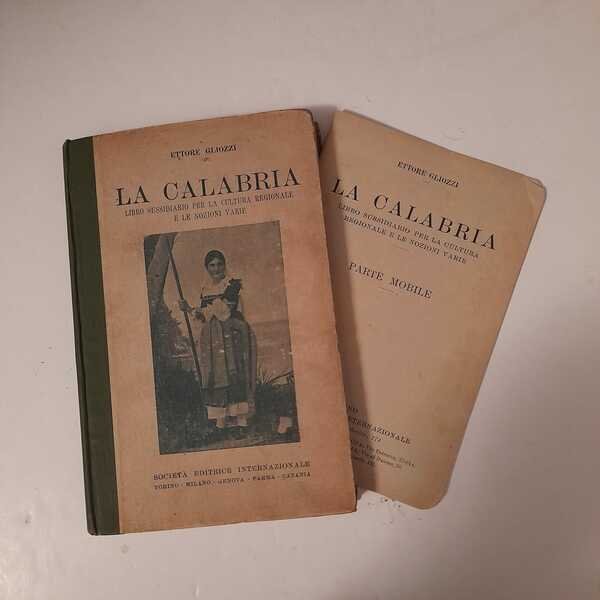 ETTORE GLIOZZI
LA CALABRIA
LIBRO SUSSIDIARIO PER LA CULTURA REGIONALE
E LE NOZIONI VARIE
SOCIETÀ EDITRICE INTERNAZIONALE
TORINO - MILANO - GENOVA - PARMA - CATANIA
ETTORE GLIOZZI
LA CALABRIA
LIBRO SUSSIDIARIO PER LA CULTURA
REGIONALE E LE NOZIONI VARIE
PARTE MOBILE
INTERNAZIONALE